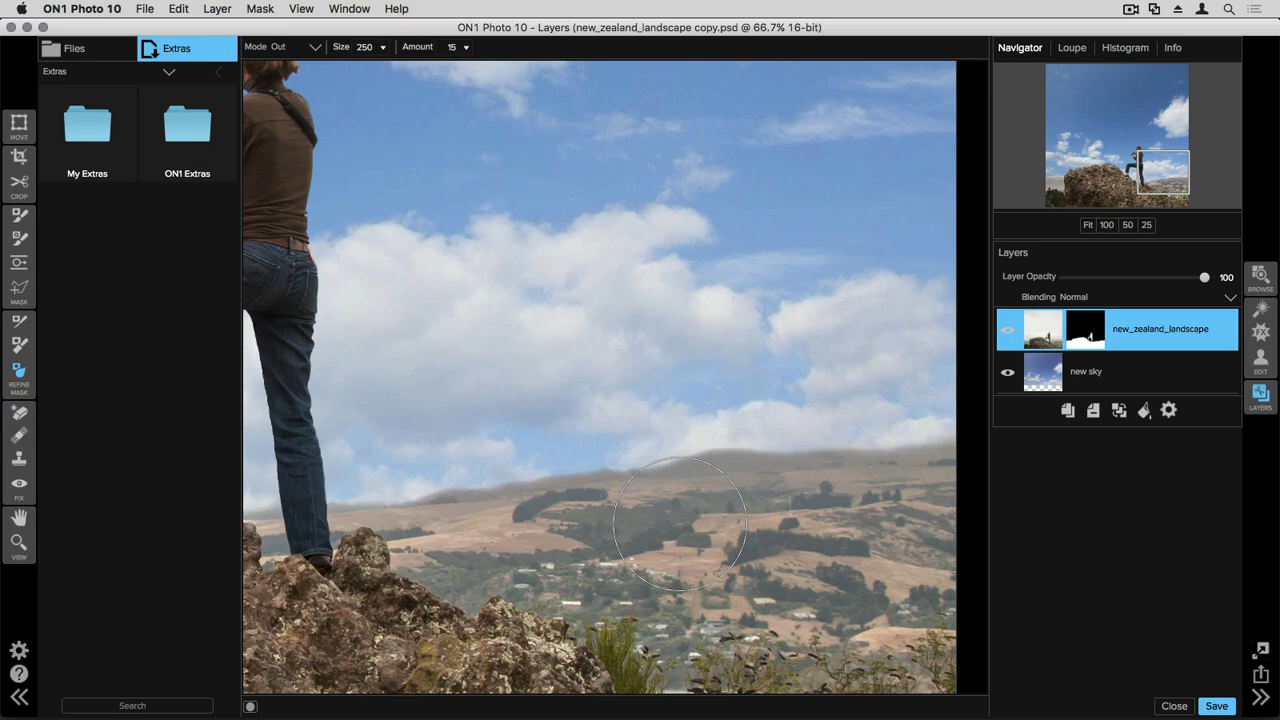 ON1 Photo 10 File Edit Layer Mask View Window Help
ON1 Photo 10 - Layers (new_zealand_landscape copy.psd @ 66.7% 16-bit)
Files Extras
Mode Out Size 250 Amount 15
Navigator Loupe Histogram Info
Extras
My Extras ON1 Extras
MOVE
CROP
MASK
REFINE
MASK
FIX
VIEW
Search
Fit 100 50 25
Layers
Layer Opacity 100
Blending Normal
new_zealand_landscape
new sky
BROWSE
EDIT
LAYERS
Close Save